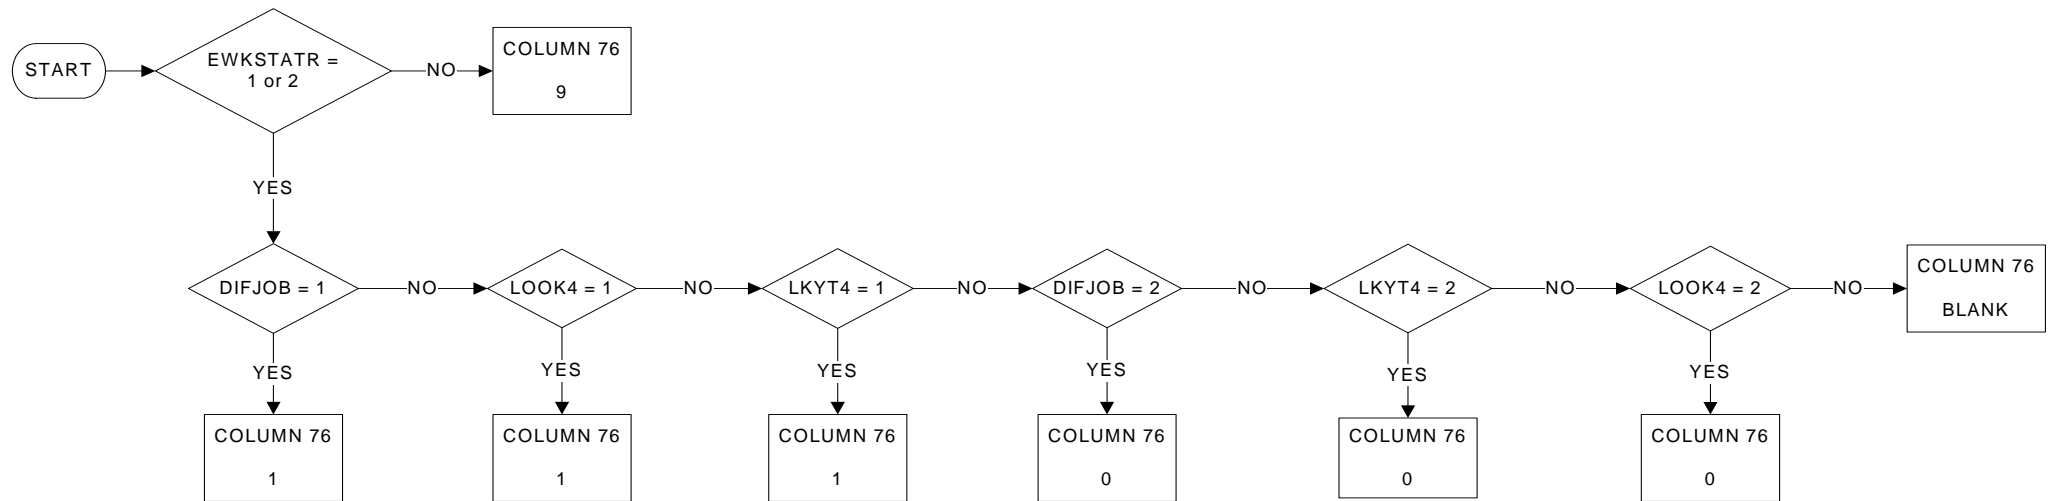 START
EWKSTATR =
1 or 2
NO
COLUMN 76
9
YES
DIFJOB = 1
NO
LOOK4 = 1
NO
LKYT4 = 1
NO
DIFJOB = 2
NO
LKYT4 = 2
NO
LOOK4 = 2
NO
COLUMN 76
BLANK
YES
YES
YES
YES
YES
YES
COLUMN 76
1
COLUMN 76
1
COLUMN 76
1
COLUMN 76
0
COLUMN 76
0
COLUMN 76
0